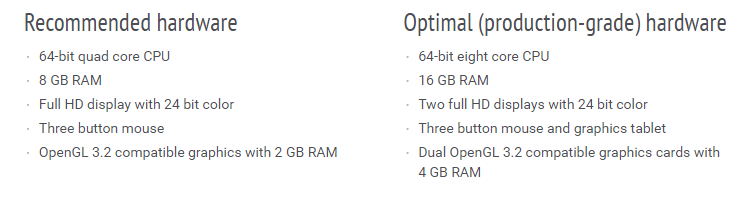 Recommended hardware
· 64-bit quad core CPU
· 8 GB RAM
· Full HD display with 24 bit color
· Three button mouse
· OpenGL 3.2 compatible graphics with 2 GB RAM
Optimal (production-grade) hardware
· 64-bit eight core CPU
· 16 GB RAM
· Two full HD displays with 24 bit color
· Three button mouse and graphics tablet
· Dual OpenGL 3.2 compatible graphics cards with
4 GB RAM